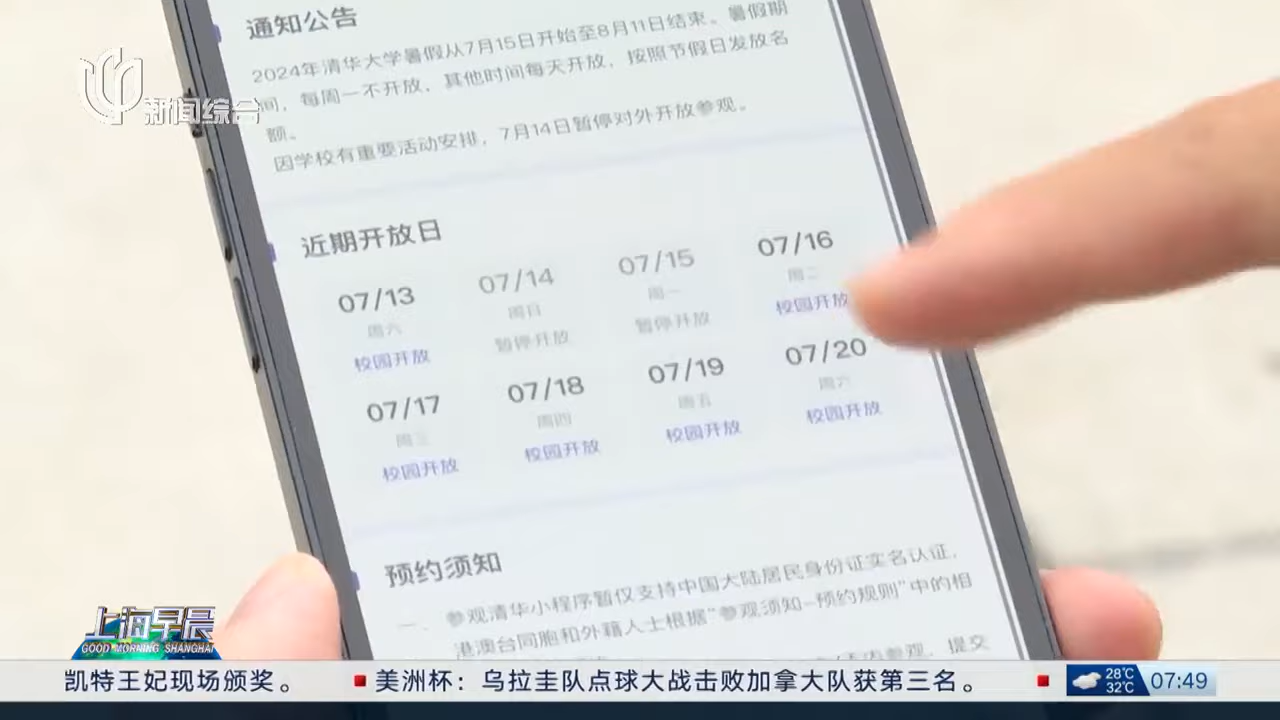 通知公告
2024年清华大学暑假从7月15日开始至8月11日结束。暑假期
间，每周一不开放，其他时间每天开放，按照节假日发放名
额。
因学校有重要活动安排，7月14日暂停对外开放参观。
新闻综合
近期开放日
07/13 07/14 07/15 07/16
周六 周日 周一 周二
校园开放 暂停开放 暂停开放 校园开放
07/17 07/18 07/19 07/20
周三 周四 周五 周六
校园开放 校园开放 校园开放 校园开放
预约须知
一、参观清华小程序暂仅支持中国大陆居民身份证实名认证，
港澳台同胞和外籍人士根据“参观须知-预约规则”中的相
天内参观，提交
上海早晨
GOOD MORNING SHANGHAI
凯特王妃现场颁奖。 美洲杯：乌拉圭队点球大战击败加拿大队获第三名。
28℃
32℃
07:49